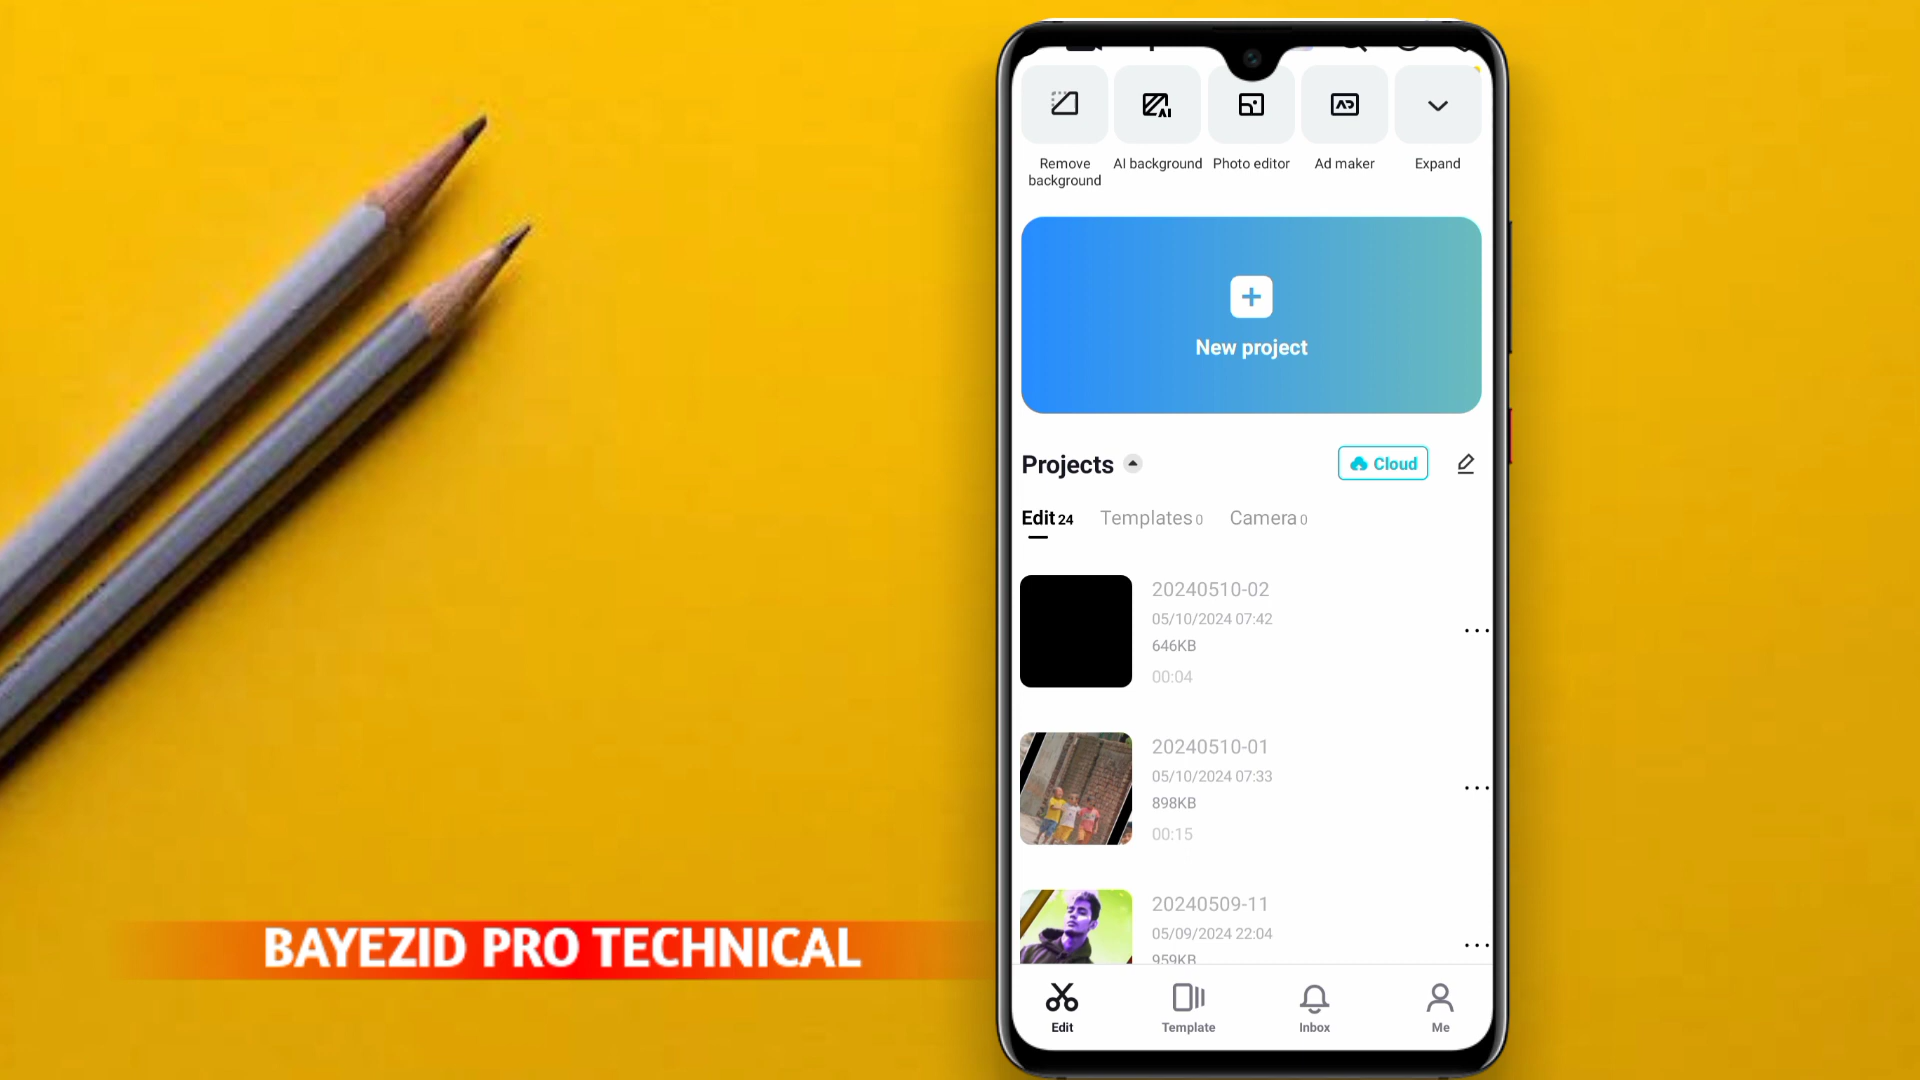 Remove
background
AI background
Photo editor
Ad maker
Expand
New project
Projects
Cloud
Edit 24
Templates 0
Camera 0
20240510-02
05/10/2024 07:42
646KB
00:04
20240510-01
05/10/2024 07:33
898KB
00:15
20240509-11
05/09/2024 22:04
959KB
Edit
Template
Inbox
Me
BAYEZID PRO TECHNICAL